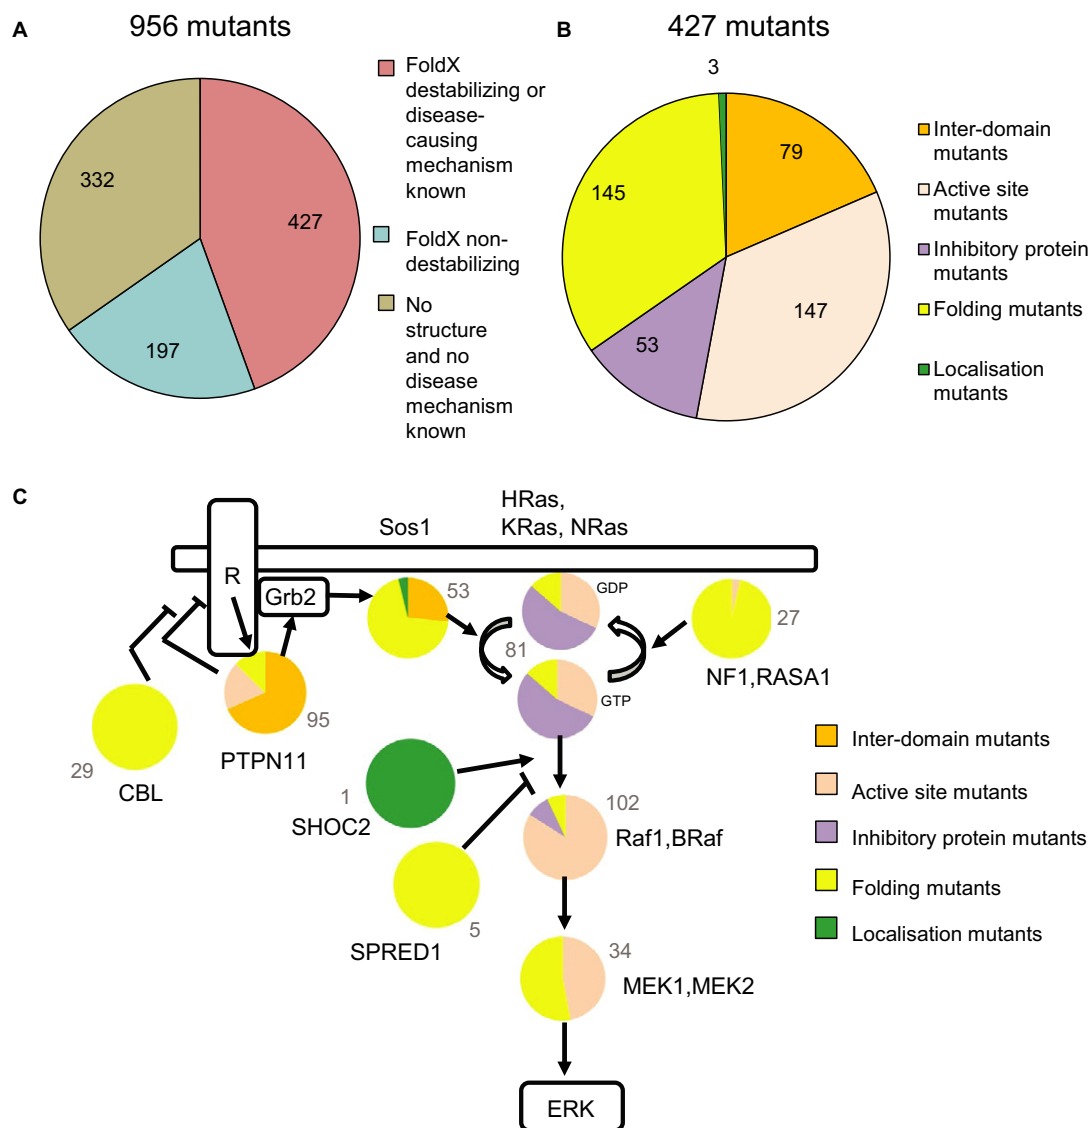 A
956 mutants
332
427
197
FoldX
destabilizing or
disease-
causing
mechanism
known
FoldX non-
destabilizing
No
structure
and no
disease
mechanism
known
B
427 mutants
3
79
145
147
53
Inter-domain
mutants
Active site
mutants
Inhibitory protein
mutants
Folding mutants
Localisation
mutants
C
HRas,
KRas, NRas
Sos1
R
Grb2
53
GDP
81
27
GTP
NF1,RASA1
95
PTPN11
29
CBL
1
SHOC2
102
Raf1,BRaf
5
SPRED1
34
MEK1,MEK2
ERK
Inter-domain mutants
Active site mutants
Inhibitory protein mutants
Folding mutants
Localisation mutants